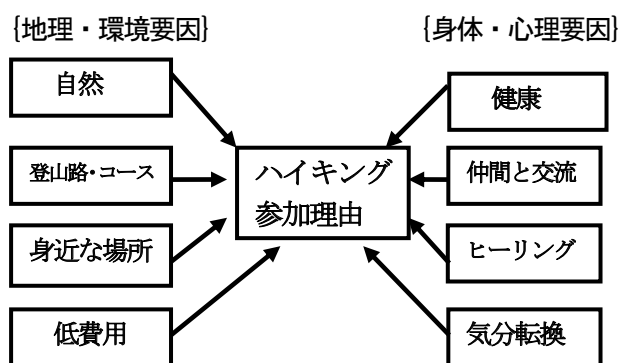 {地理・環境要因}
{身体・心理要因}
自然
健康
登山路・コース
ハイキング
参加理由
仲間と交流
身近な場所
ヒーリング
低費用
気分転換